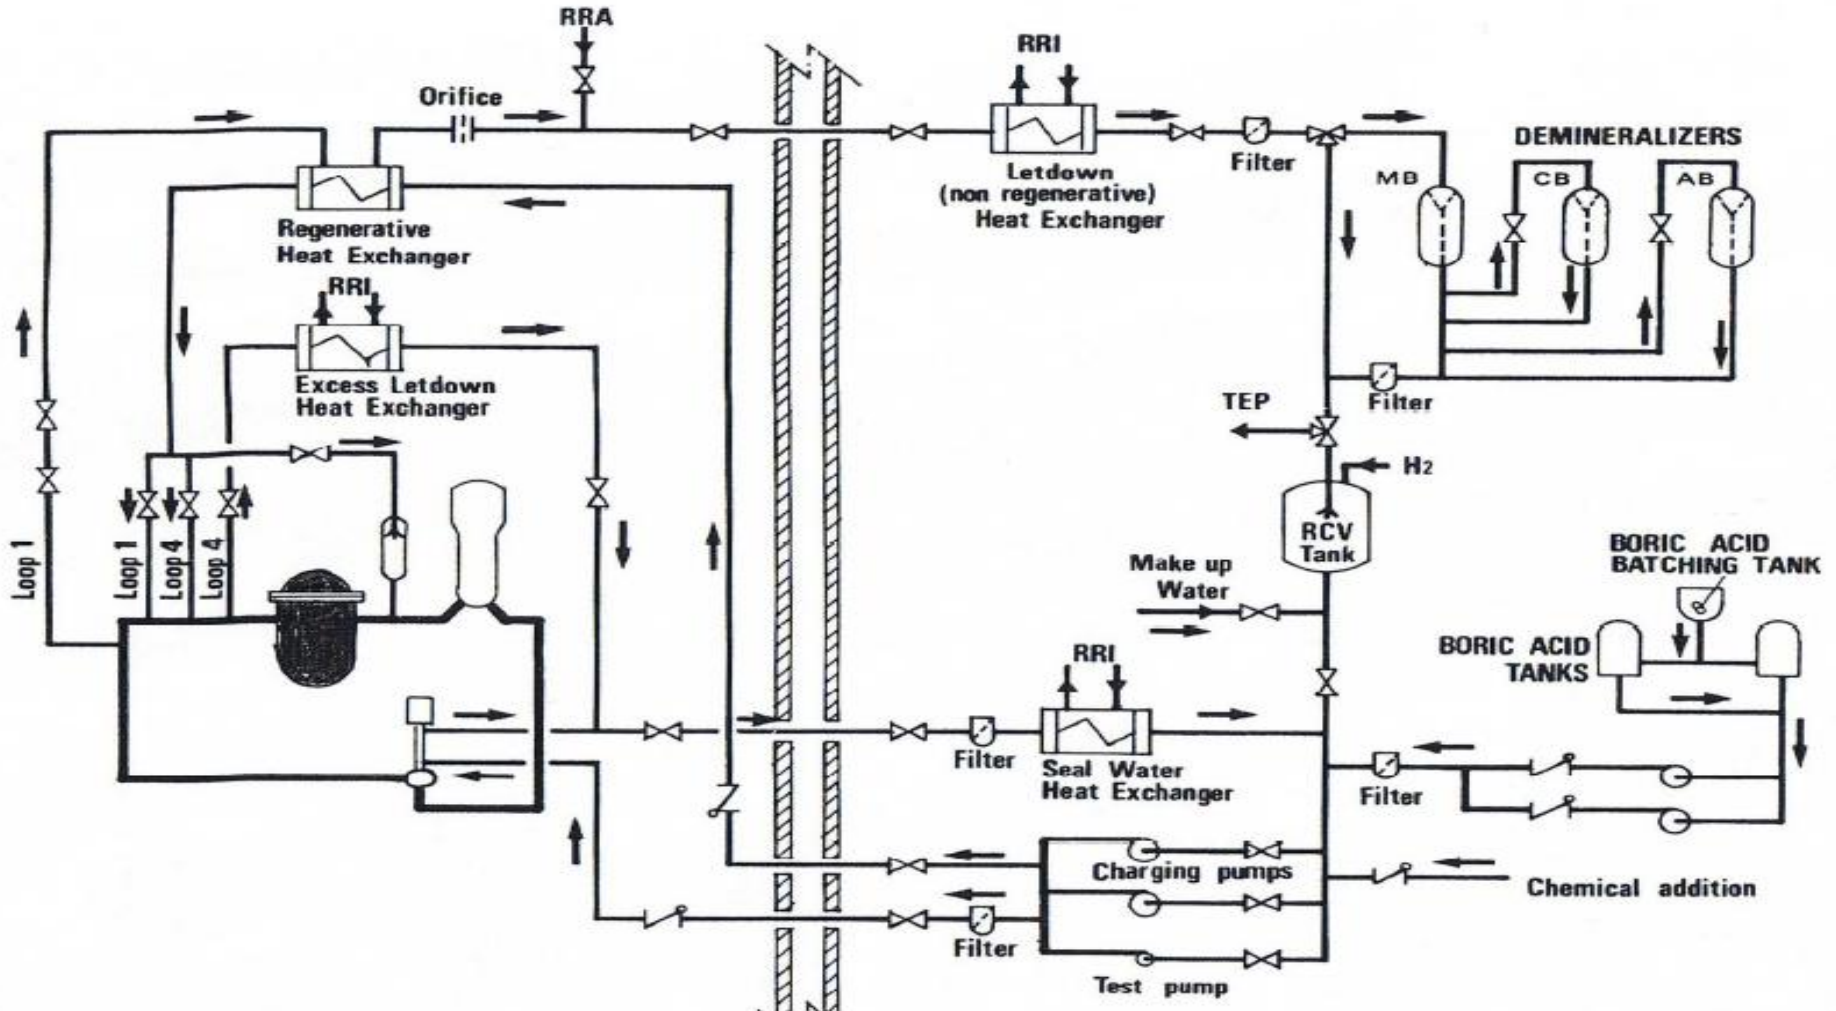 RRA
RRI
Orifice
Filter
DEMINERALIZERS
MB
CB
AB
Letdown
(non regenerative)
Heat Exchanger
Regenerative
Heat Exchanger
RRI
Excess Letdown
Heat Exchanger
TEP
Filter
H2
RCV
Tank
Loop 1
Loop 1
Loop 4
Loop 4
Make up
Water
BORIC ACID
BATCHING TANK
BORIC ACID
TANKS
RRI
Filter
Seal Water
Heat Exchanger
Filter
Charging pumps
Chemical addition
Filter
Test pump